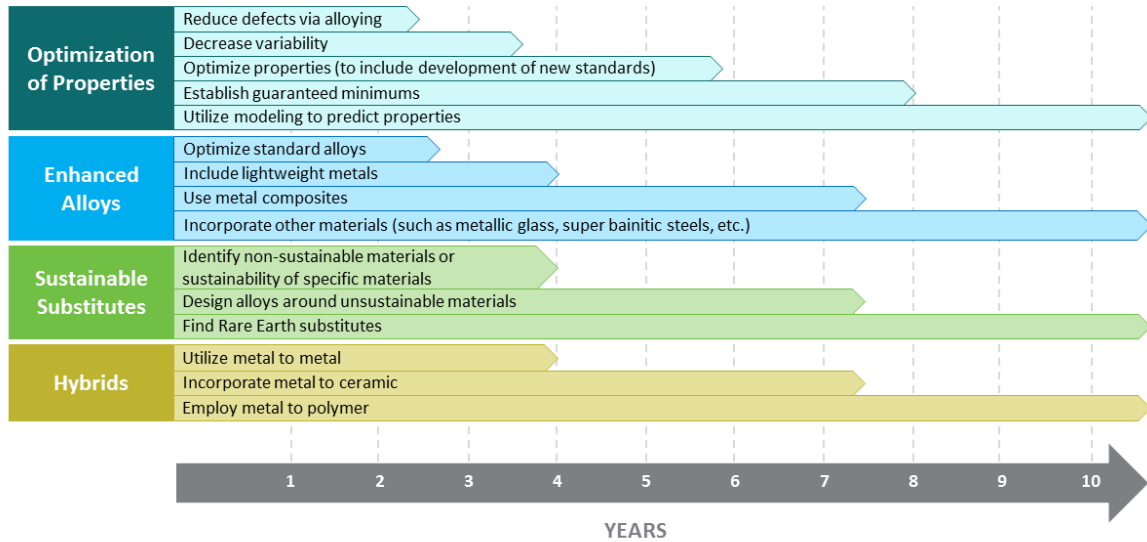 Optimization
of Properties
Reduce defects via alloying
Decrease variability
Optimize properties (to include development of new standards)
Establish guaranteed minimums
Utilize modeling to predict properties
Enhanced
Alloys
Optimize standard alloys
Include lightweight metals
Use metal composites
Incorporate other materials (such as metallic glass, super bainitic steels, etc.)
Sustainable
Substitutes
Identify non-sustainable materials or
sustainability of specific materials
Design alloys around unsustainable materials
Find Rare Earth substitutes
Hybrids
Utilize metal to metal
Incorporate metal to ceramic
Employ metal to polymer
1 2 3 4 5 6 7 8 9 10
YEARS